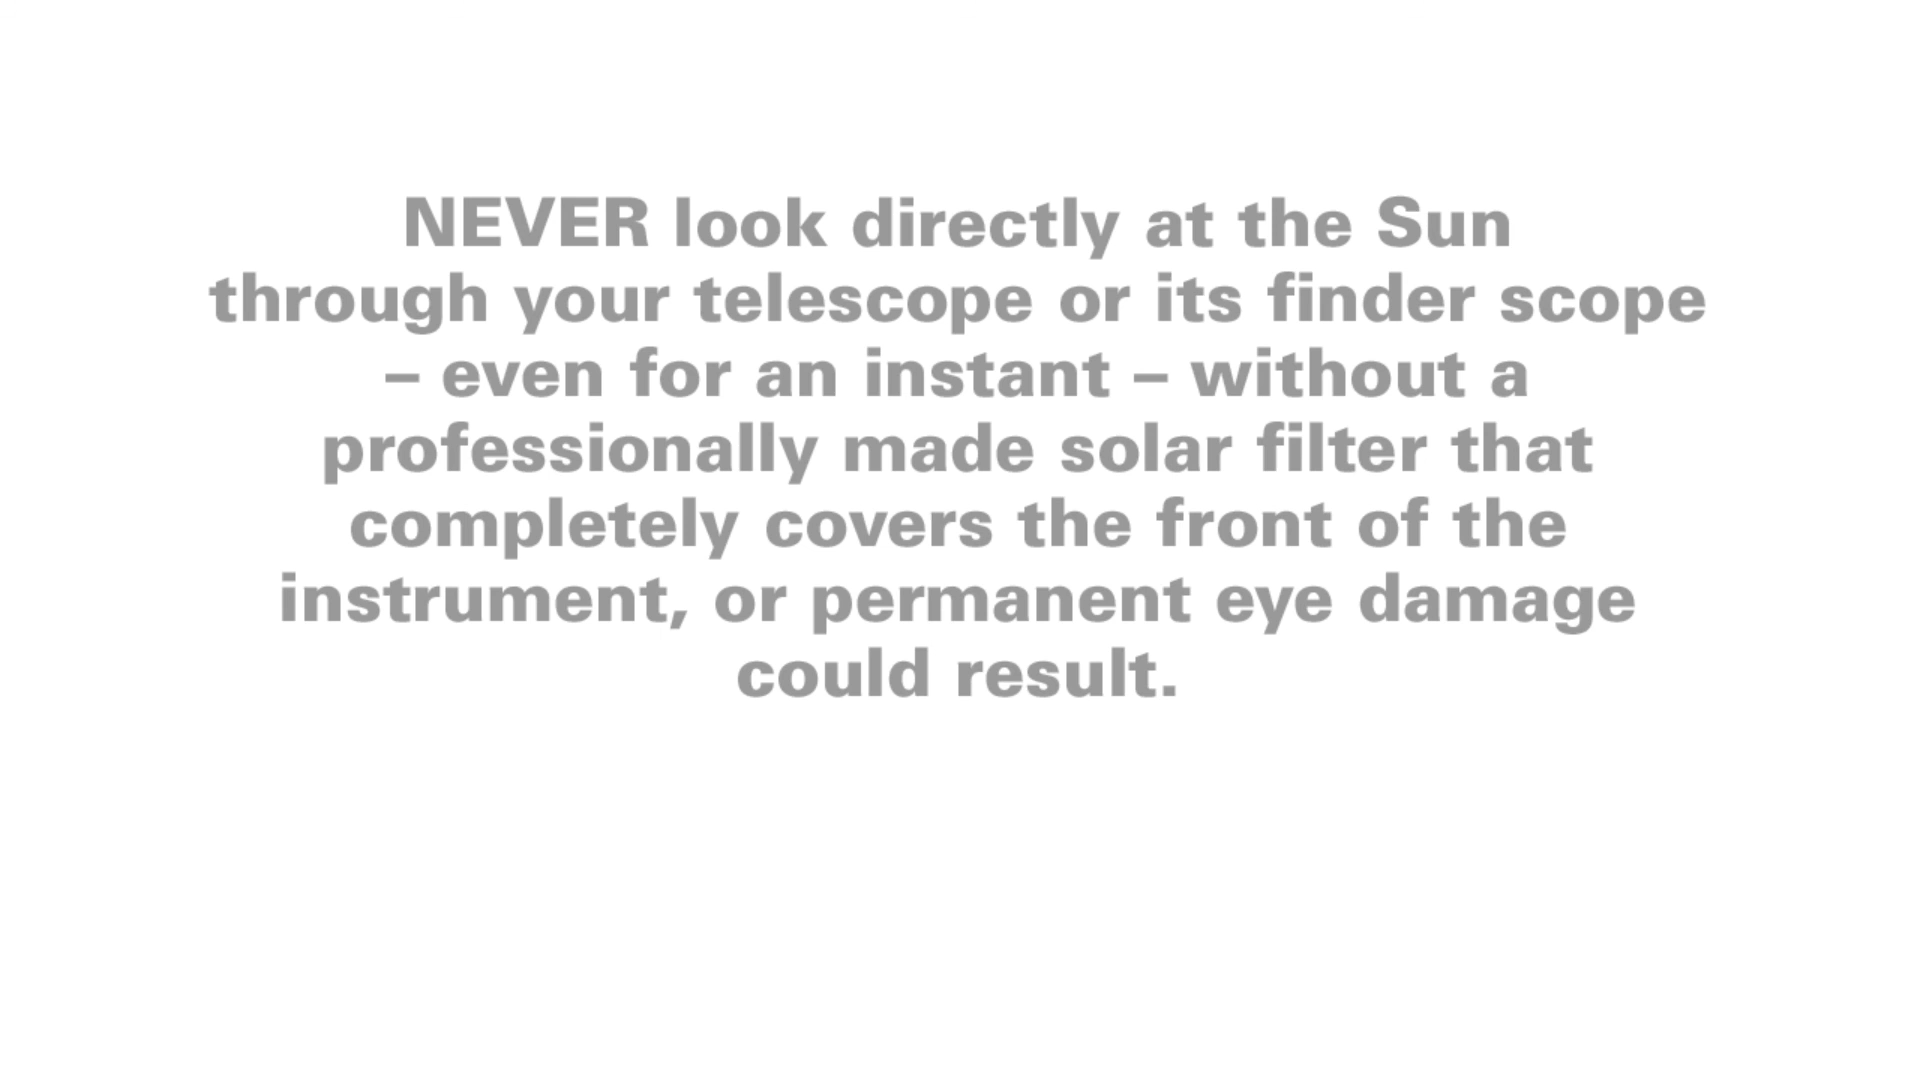 NEVER look directly at the Sun
through your telescope or its finder scope
– even for an instant – without a
professionally made solar filter that
completely covers the front of the
instrument, or permanent eye damage
could result.